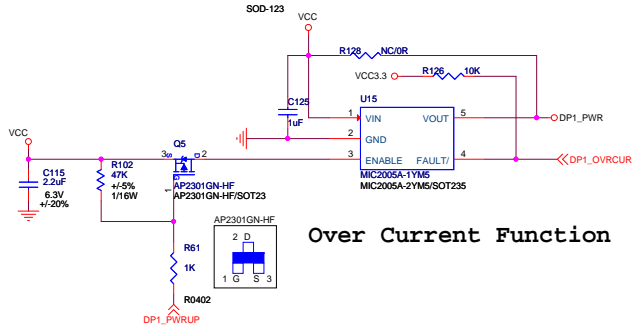 SOD-123
VCC
R128
NC/0R
VCC3.3
R126
10K
C125
1uF
U15
1
VIN
VOUT
5
DP1_PWR
2
GND
3
ENABLE
FAULT/
4
DP1_OVRCUR
MIC2005A-1YM5
MIC2005A-2YM5/SOT235
VCC
C115
2.2uF
6.3V
+/-20%
R102
47K
+/-5%
1/16W
Q5
3
S
D
2
G
1
AP2301GN-HF
AP2301GN-HF/SOT23
R61
1K
R0402
DP1_PWRUP
AP2301GN-HF
2 D
1 G S 3
Over Current Function